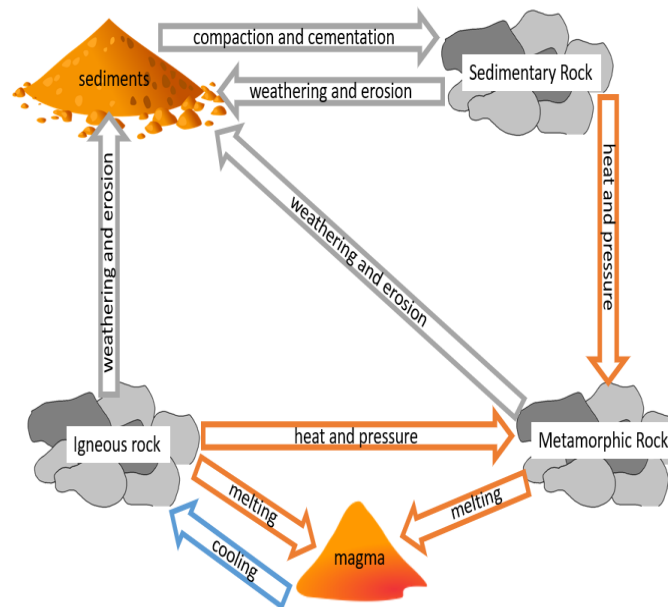 compaction and cementation
sediments
Sedimentary Rock
weathering and erosion
weathering and erosion
weathering and erosion
heat and pressure
Igneous rock
heat and pressure
Metamorphic Rock
melting
melting
cooling
magma